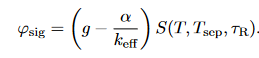 φ_sig = (g − α/k_eff) S(T, T_sep, τ_R).